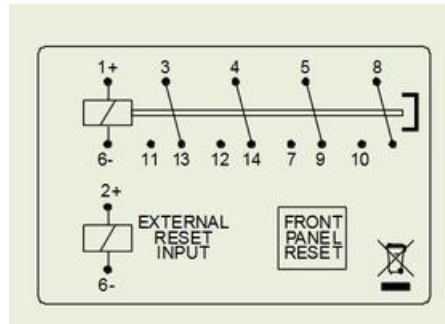 1+ 3 4 5 8
6- 11 13 12 14 7 9 10
2+
EXTERNAL
RESET
INPUT
FRONT
PANEL
RESET
6-